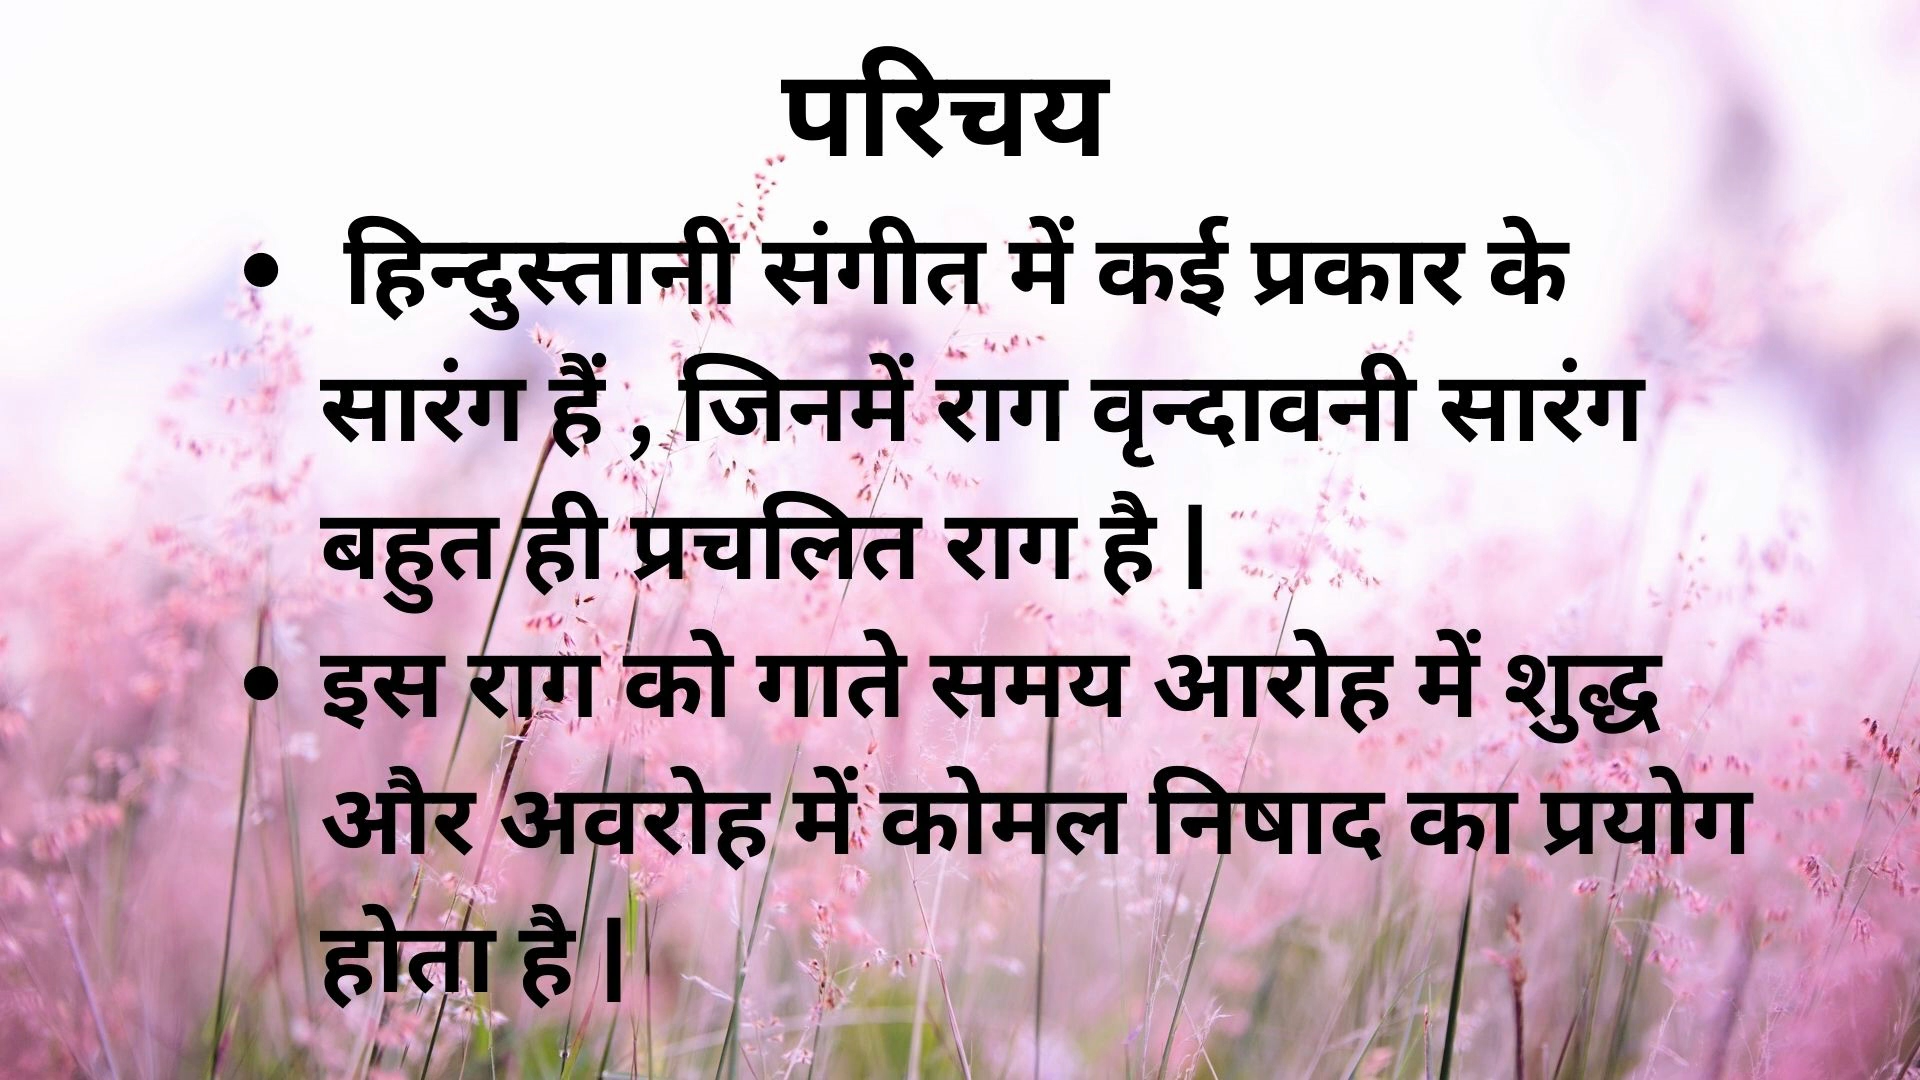 परिचय
• हिन्दुस्तानी संगीत में कई प्रकार के
सारंग हैं , जिनमें राग वृन्दावनी सारंग
बहुत ही प्रचलित राग है |
• इस राग को गाते समय आरोह में शुद्ध
और अवरोह में कोमल निषाद का प्रयोग
होता है |